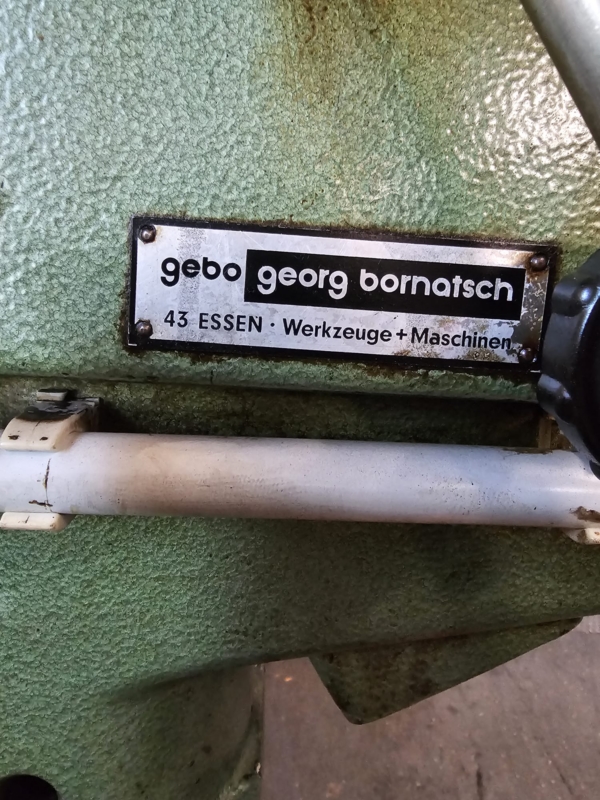 gebo georg bornatsch
43 ESSEN · Werkzeuge + Maschinen